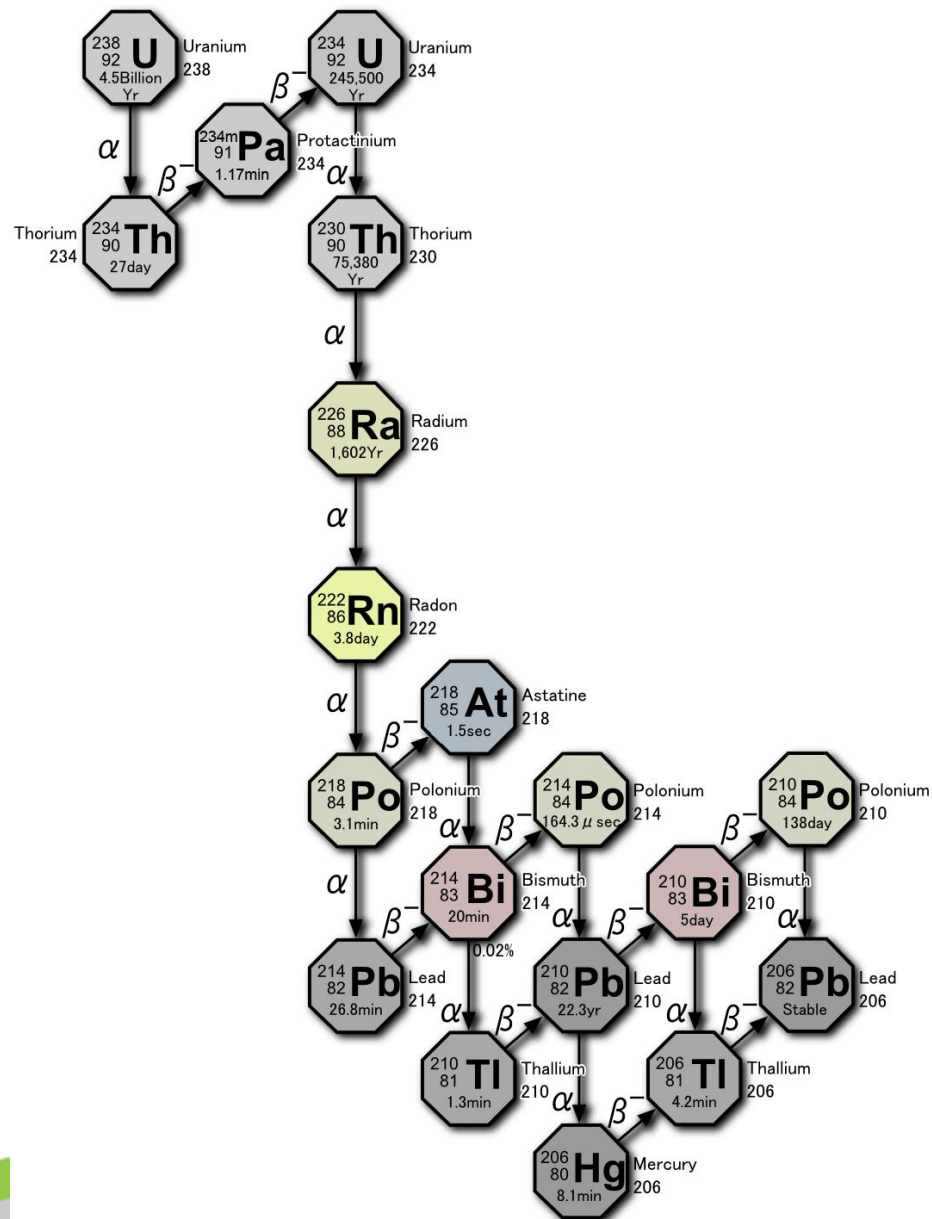 238
92 U
4.5Billion
Yr
Uranium
238
234
92 U
245,500
Yr
Uranium
234
β−
234m
91 Pa
1.17min
Protactinium
234
α
β−
α
Thorium
234
234
90 Th
27day
230
90 Th
75,380
Yr
Thorium
230
α
226
88 Ra
1,602Yr
Radium
226
α
222
86 Rn
3.8day
Radon
222
α
β−
218
85 At
1.5sec
Astatine
218
218
84 Po
3.1min
Polonium
218
α
β−
214
84 Po
164.3 μ sec
Polonium
214
β−
210
84 Po
138day
Polonium
210
α
β−
214
83 Bi
20min
Bismuth
214
0.02%
α
β−
210
83 Bi
5day
Bismuth
210
α
214
82 Pb
26.8min
Lead
214
α
β−
210
82 Pb
22.3yr
Lead
210
α
β−
206
82 Pb
Stable
Lead
206
210
81 Tl
1.3min
Thallium
210
α
β−
206
81 Tl
4.2min
Thallium
206
206
80 Hg
8.1min
Mercury
206